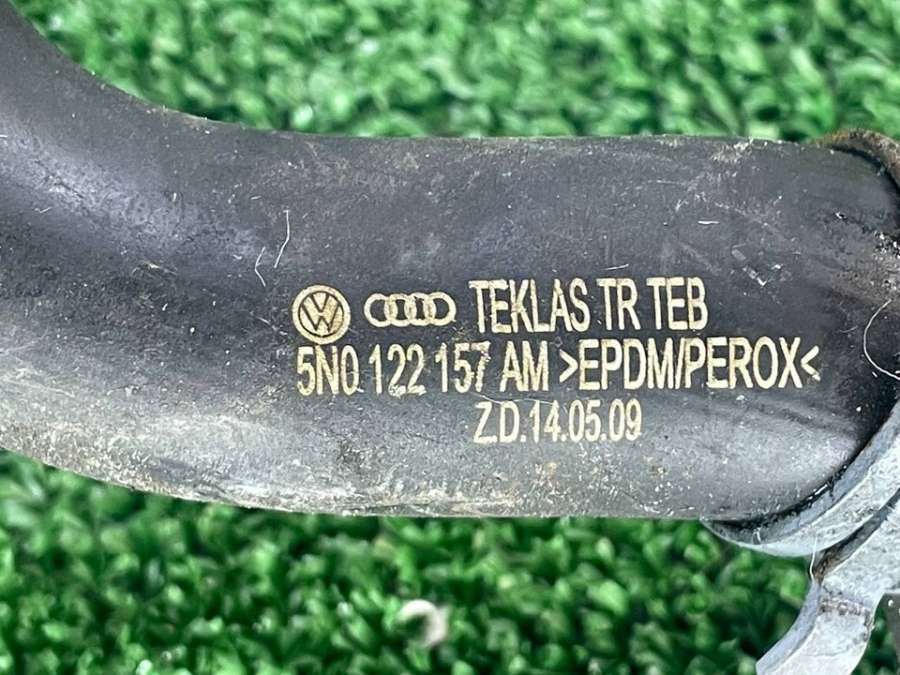 TEKLAS TR TEB
5N0 122 157 AM >EPDM/PEROX<
Z.D.14.05.09